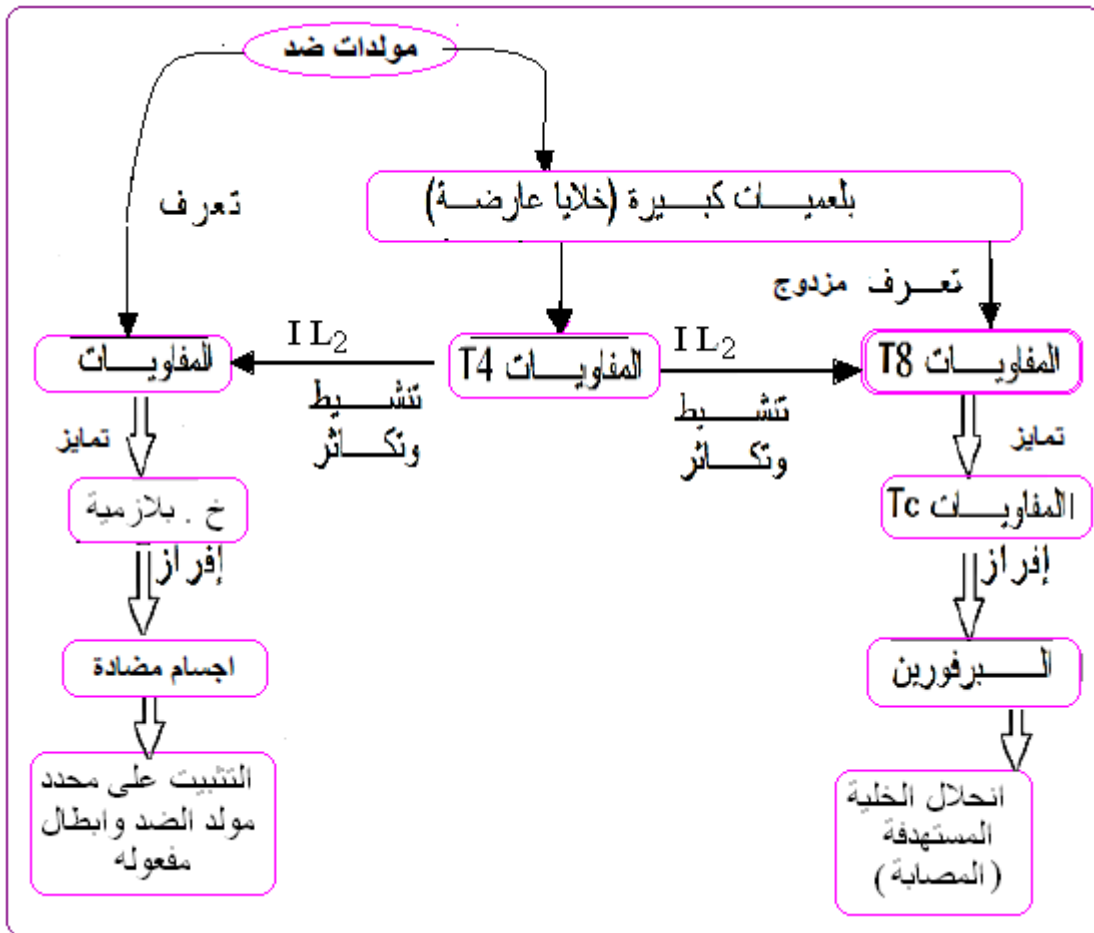 مولدات ضد
بلعميات كبيرة (خلايا عارضة)
تعرف
تعرف مزدوج
IL2
IL2
المفاويات
المفاويات T4
المفاويات T8
تنشيط
وتكاثر
تنشيط
وتكاثر
تمايز
تمايز
خ . بلازمية
االمفاويات Tc
إفراز
إفراز
اجسام مضادة
البرفورين
التثبيت على محدد
مولد الضد وابطال
مفعوله
انحلال الخلية
المستهدفة
(المصابة)